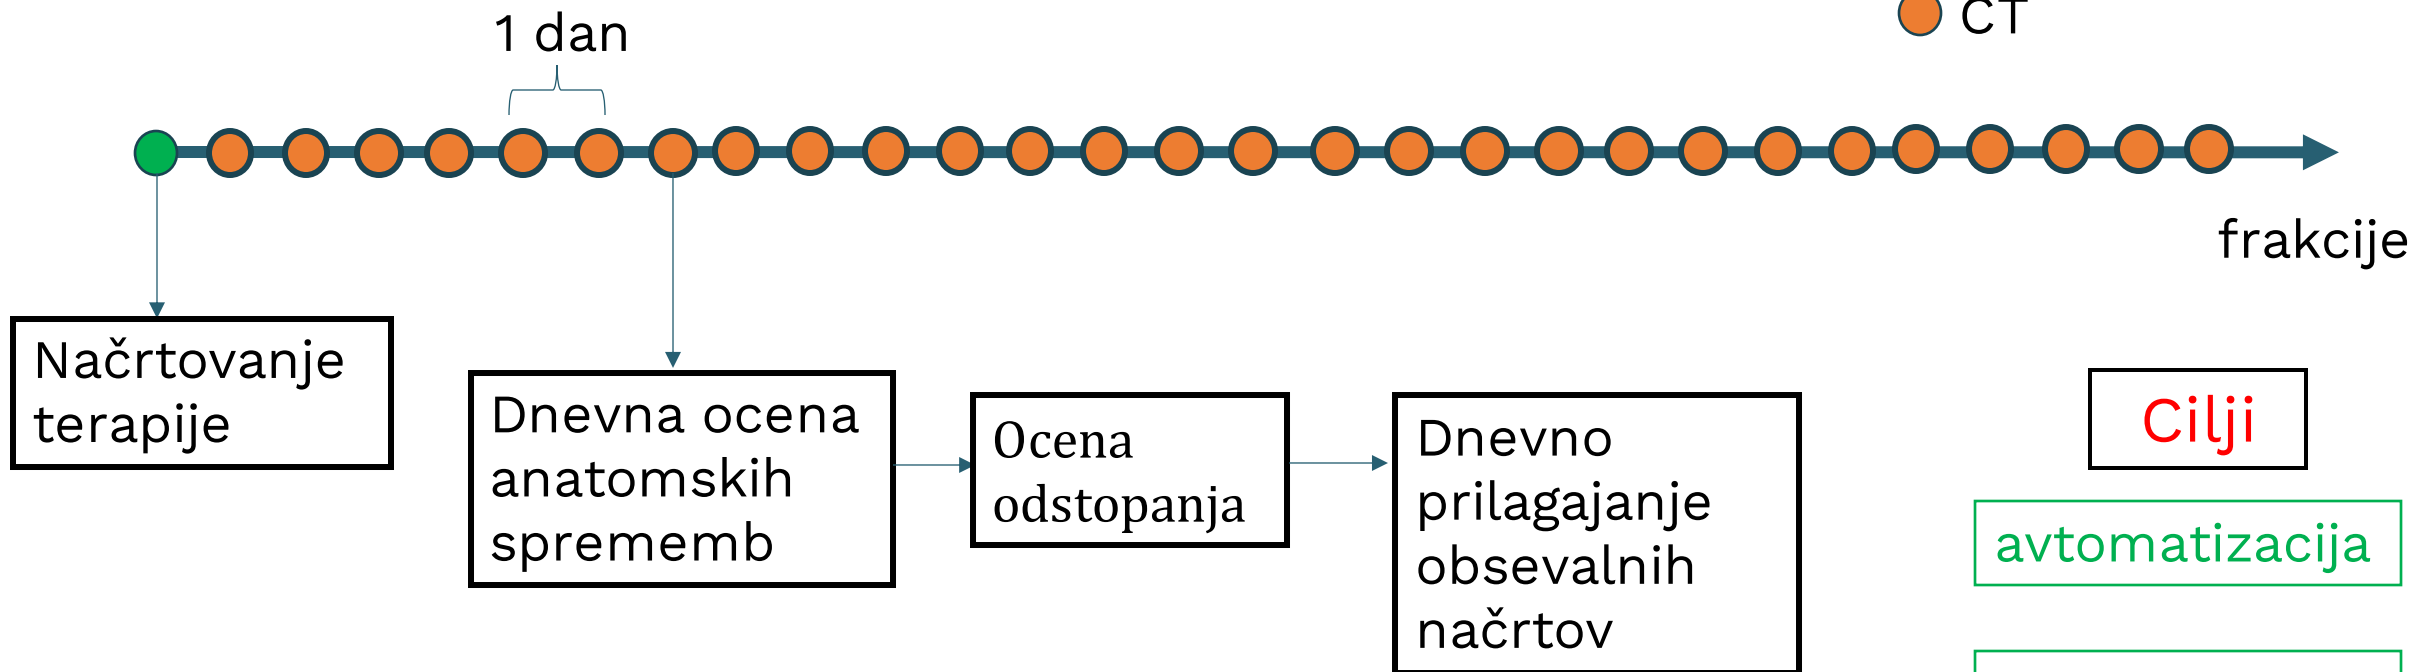 1 dan
CT
frakcije
Načrtovanje
terapije
Dnevna ocena
anatomskih
sprememb
Ocena
odstopanja
Dnevno
prilagajanje
obsevalnih
načrtov
Cilji
avtomatizacija